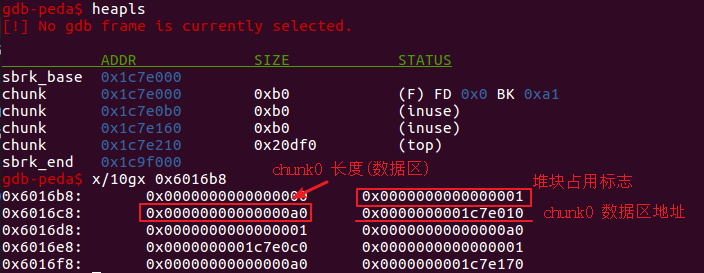 gdb-peda$ heapls
[!] No gdb frame is currently selected.
ADDR SIZE STATUS
sbrk_base 0x1c7e000
chunk 0xb0 (F) FD 0x0 BK 0xa1
chunk 0x1c7e0b0 0xb0 (inuse)
chunk 0x1c7e160 0xb0 (inuse)
chunk 0x1c7e210 0x20df0 (top)
sbrk_end 0x1c9f000
gdb-peda$ x/10gx 0x6016b8
chunk0 长度(数据区)
堆块占用标志
0x6016b8: 0x0000000000000000 0x0000000000000001
0x6016c8: 0x00000000000000a0 0x0000000001c7e010
chunk0 数据区地址
0x6016d8: 0x0000000000000001 0x00000000000000a0
0x6016e8: 0x0000000001c7e0c0 0x0000000000000001
0x6016f8: 0x00000000000000a0 0x0000000001c7e170